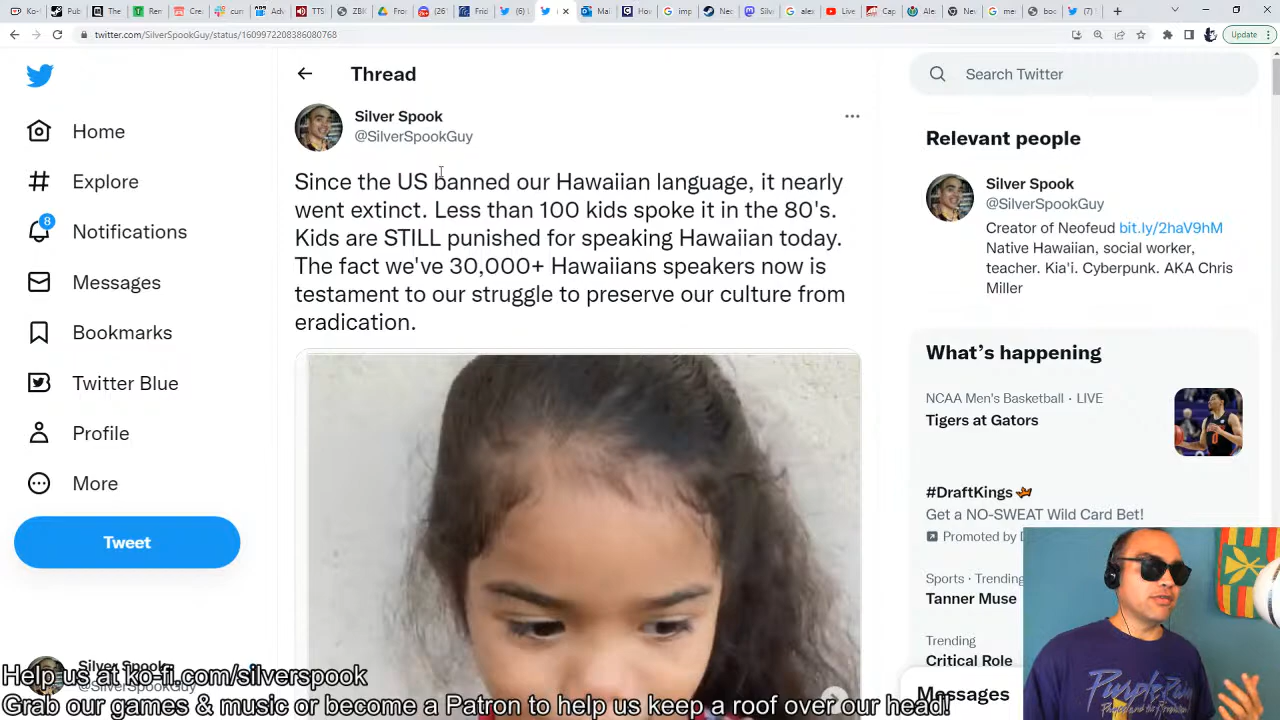 twitter.com/SilverSpookGuy/status/1609972208386080768
Update
Home
Explore
8
Notifications
Messages
Bookmarks
Twitter Blue
Profile
More
Tweet
Thread
Silver Spook
@SilverSpookGuy
Since the US banned our Hawaiian language, it nearly
went extinct. Less than 100 kids spoke it in the 80's.
Kids are STILL punished for speaking Hawaiian today.
The fact we've 30,000+ Hawaiians speakers now is
testament to our struggle to preserve our culture from
eradication.
Search Twitter
Relevant people
Silver Spook
@SilverSpookGuy
Creator of Neofeud bit.ly/2haV9hM
Native Hawaiian, social worker,
teacher. Kia'i. Cyberpunk. AKA Chris
Miller
What's happening
NCAA Men's Basketball · LIVE
Tigers at Gators
#DraftKings
Get a NO-SWEAT Wild Card Bet!
Promoted by
Sports · Trending
Tanner Muse
Trending
Critical Role
Messages
Silver Spook
@SilverSpookGuy
Help us at ko-fi.com/silverspook
Grab our games & music or become a Patron to help us keep a roof over our head!